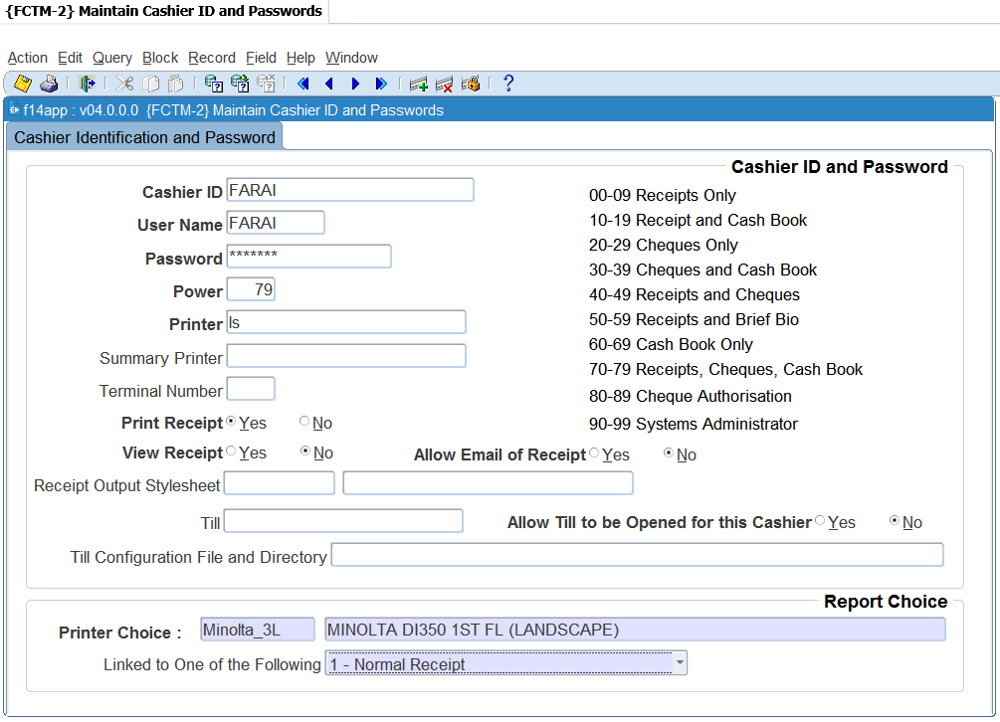 {FCTM-2} Maintain Cashier ID and Passwords
Action Edit Query Block Record Field Help Window
f14app : v04.0.0.0 {FCTM-2} Maintain Cashier ID and Passwords
Cashier Identification and Password
Cashier ID and Password
Cashier ID FARAI
00-09 Receipts Only
10-19 Receipt and Cash Book
User Name FARAI
20-29 Cheques Only
Password *******
30-39 Cheques and Cash Book
Power 79
40-49 Receipts and Cheques
Printer ls
50-59 Receipts and Brief Bio
60-69 Cash Book Only
Summary Printer
70-79 Receipts, Cheques, Cash Book
Terminal Number
80-89 Cheque Authorisation
Print Receipt Yes No
90-99 Systems Administrator
View Receipt Yes No
Allow Email of Receipt Yes No
Receipt Output Stylesheet
Till
Allow Till to be Opened for this Cashier Yes No
Till Configuration File and Directory
Report Choice
Printer Choice : Minolta_3L MINOLTA DI350 1ST FL (LANDSCAPE)
Linked to One of the Following 1 - Normal Receipt